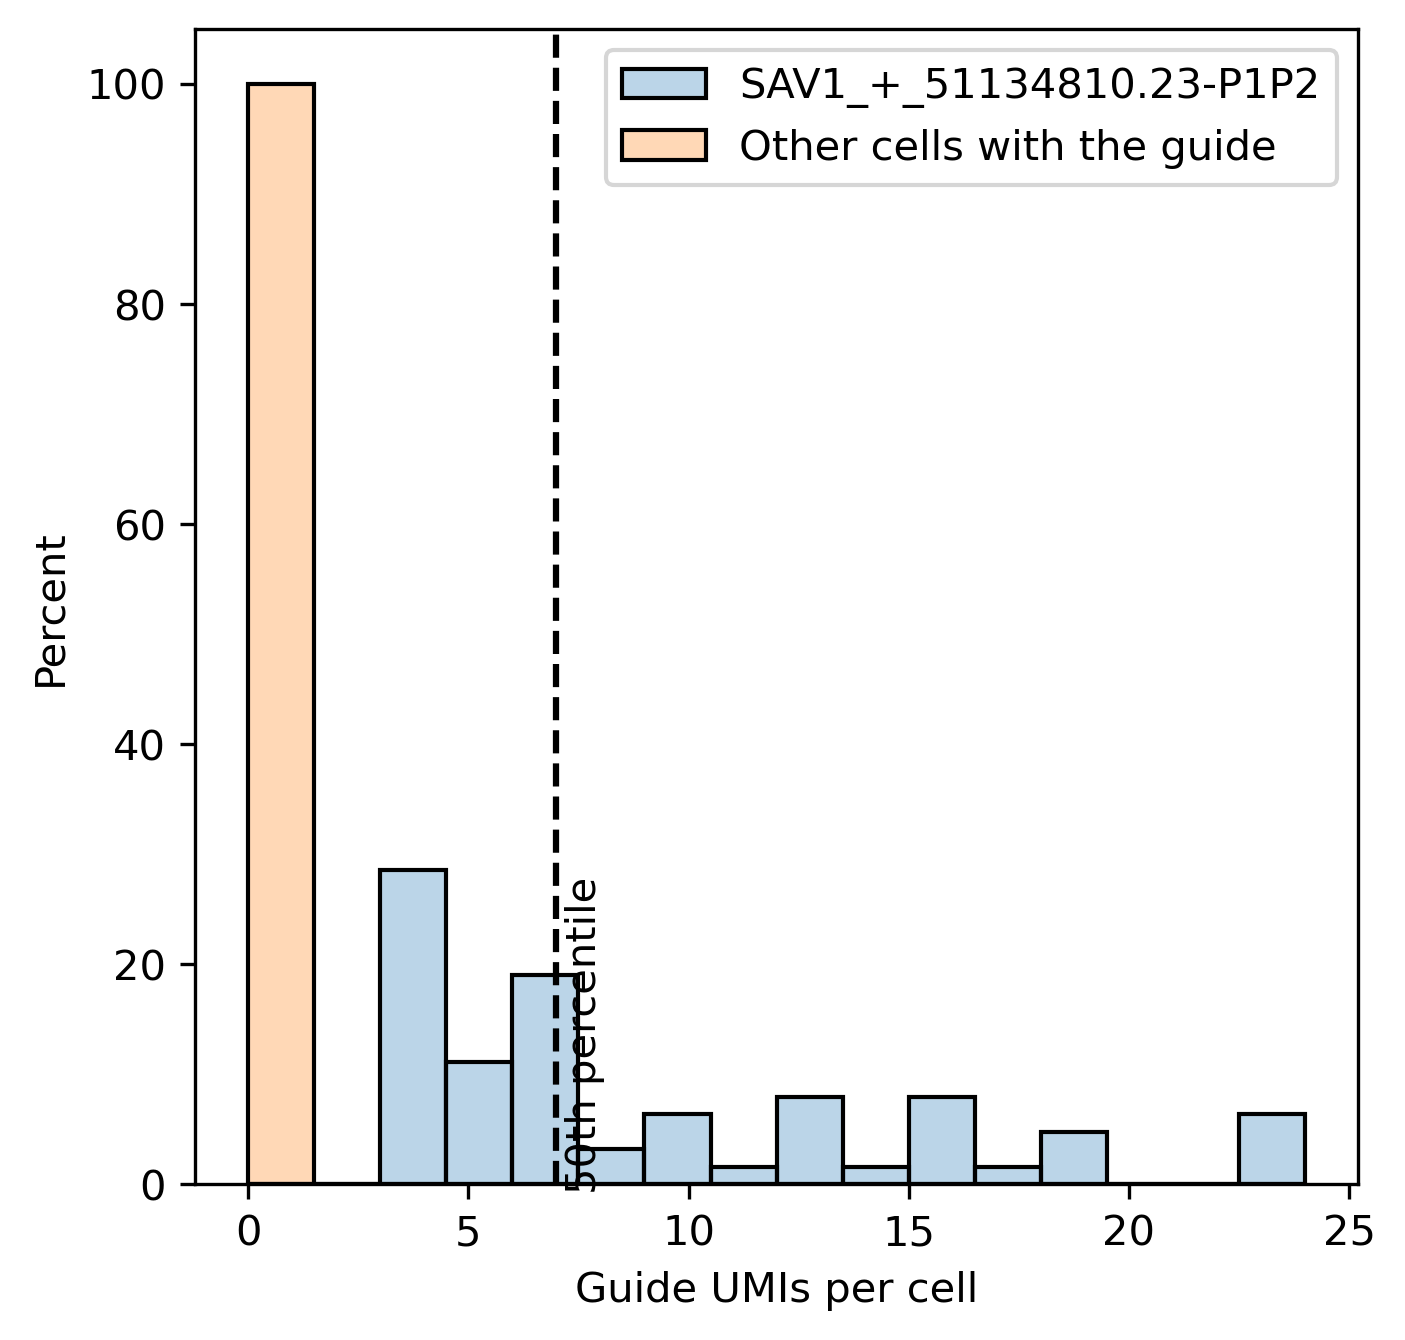 SAV1_+_51134810.23-P1P2
Other cells with the guide
100
80
60
40
20
0
Percent
50th percentile
0 5 10 15 20 25
Guide UMIs per cell